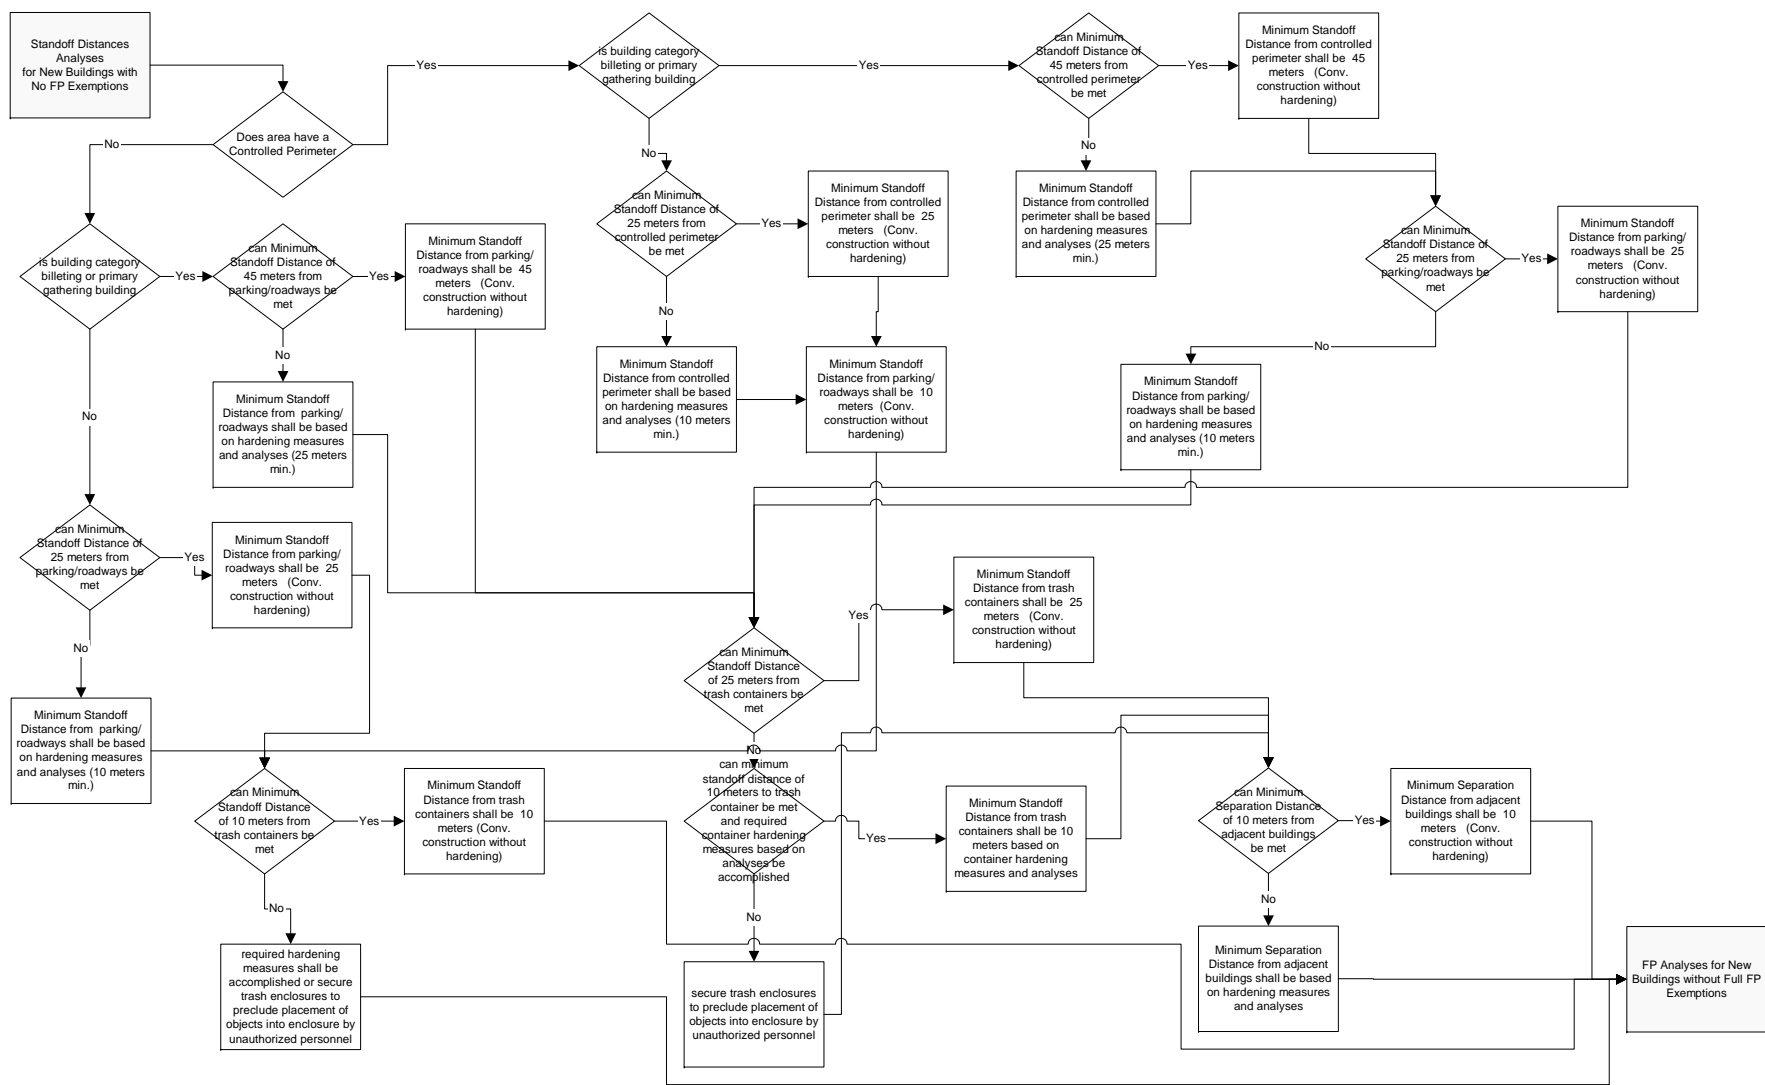 Standoff Distances
Analyses
for New Buildings with
No FP Exemptions
Does area have a
Controlled Perimeter
Yes
No
is building category
billeting or primary
gathering building
Yes
No
can Minimum
Standoff Distance of
45 meters from
controlled perimeter
be met
Yes
No
Minimum Standoff
Distance from controlled
perimeter shall be 45
meters (Conv.
construction without
hardening)
can Minimum
Standoff Distance of
25 meters from
controlled perimeter
be met
Yes
No
Minimum Standoff
Distance from controlled
perimeter shall be 25
meters (Conv.
construction without
hardening)
Minimum Standoff
Distance from controlled
perimeter shall be based
on hardening measures
and analyses (25 meters
min.)
can Minimum
Standoff Distance of
25 meters from
parking/roadways be
met
Yes
No
Minimum Standoff
Distance from parking/
roadways shall be 25
meters (Conv.
construction without
hardening)
is building category
billeting or primary
gathering building
Yes
No
can Minimum
Standoff Distance of
45 meters from
parking/roadways be
met
Yes
No
Minimum Standoff
Distance from parking/
roadways shall be 45
meters (Conv.
construction without
hardening)
Minimum Standoff
Distance from parking/
roadways shall be based
on hardening measures
and analyses (25 meters
min.)
Minimum Standoff
Distance from controlled
perimeter shall be based
on hardening measures
and analyses (10 meters
min.)
Minimum Standoff
Distance from parking/
roadways shall be 10
meters (Conv.
construction without
hardening)
Minimum Standoff
Distance from parking/
roadways shall be based
on hardening measures
and analyses (10 meters
min.)
can Minimum
Standoff Distance of
25 meters from
parking/roadways be
met
Yes
No
Minimum Standoff
Distance from parking/
roadways shall be 25
meters (Conv.
construction without
hardening)
Minimum Standoff
Distance from parking/
roadways shall be based
on hardening measures
and analyses (10 meters
min.)
can Minimum
Standoff Distance
of 25 meters from
trash containers be
met
Yes
No
Minimum Standoff
Distance from trash
containers shall be 25
meters (Conv.
construction without
hardening)
can Minimum
Standoff Distance
of 10 meters from
trash containers be
met
Yes
No
Minimum Standoff
Distance from trash
containers shall be 10
meters (Conv.
construction without
hardening)
can minimum
standoff distance of
10 meters to trash
container be met
and required
container hardening
measures based on
analyses be
accomplished
Yes
No
Minimum Standoff
Distance from trash
containers shall be 10
meters based on
container hardening
measures and analyses
can Minimum
Separation Distance
of 10 meters from
adjacent buildings
be met
Yes
No
Minimum Separation
Distance from adjacent
buildings shall be 10
meters (Conv.
construction without
hardening)
required hardening
measures shall be
accomplished or secure
trash enclosures to
preclude placement of
objects into enclosure by
unauthorized personnel
secure trash enclosures
to preclude placement of
objects into enclosure by
unauthorized personnel
Minimum Separation
Distance from adjacent
buildings shall be based
on hardening measures
and analyses
FP Analyses for New
Buildings without Full FP
Exemptions